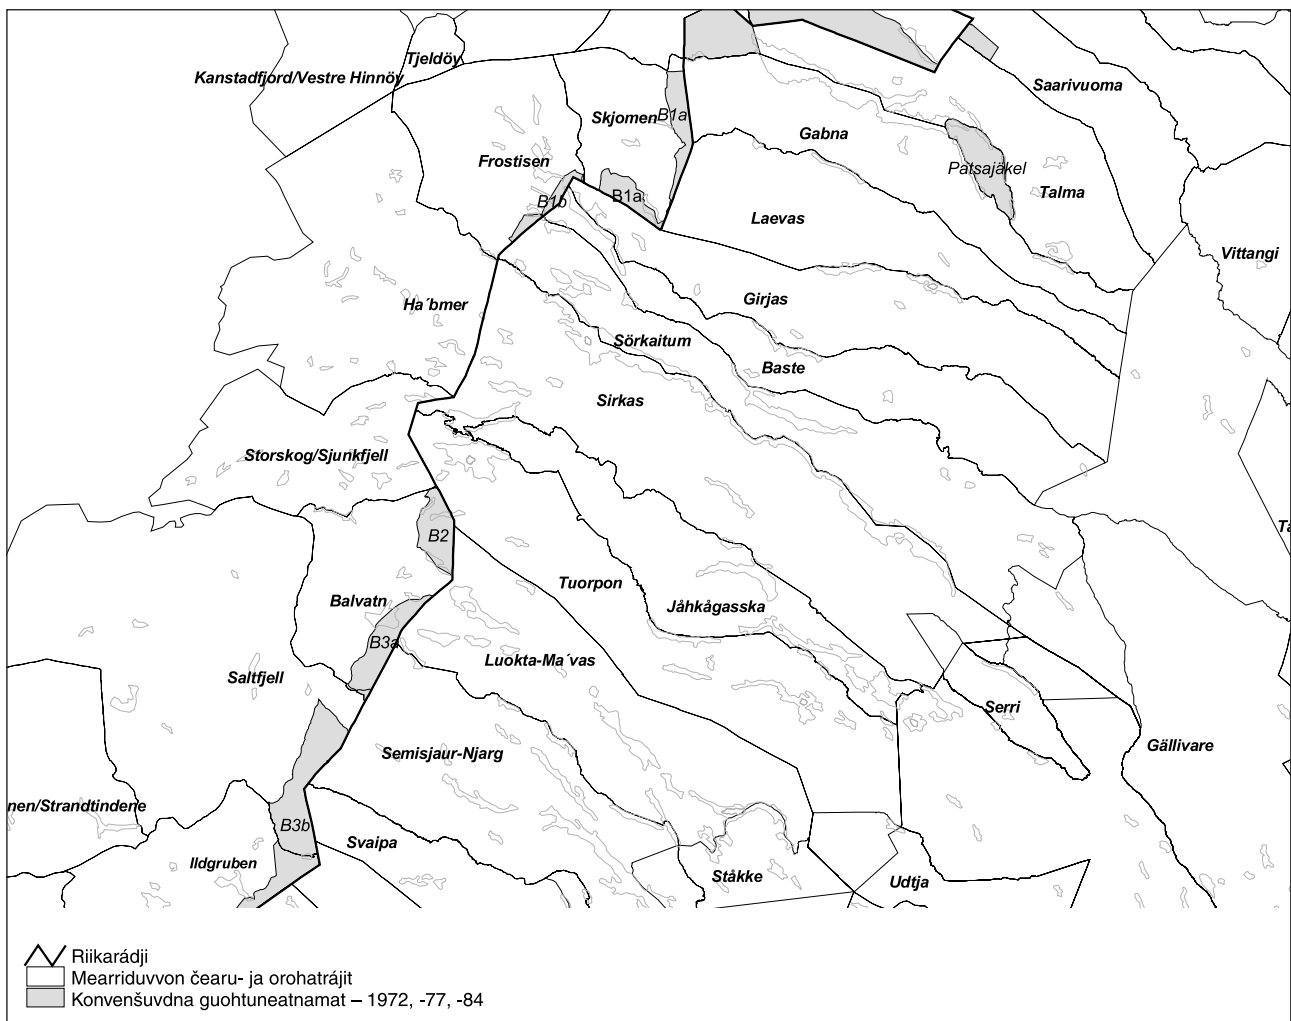 Tjeldöy
Kanstadfjord/Vestre Hinnöy
Saarivuoma
Skjomen
B1a
Gabna
Frostisen
Patsajäkel
Talma
B1b
B1a
Laevas
Vittangi
Ha´bmer
Girjas
Sörkaitum
Baste
Sirkas
Storskog/Sjunkfjell
B2
Ta
Tuorpon
Balvatn
Jåhkågasska
B3a
Luokta-Ma´vas
Saltfjell
Serri
Semisjaur-Njarg
Gällivare
nen/Strandtindene
B3b
Svaipa
Ildgruben
Ståkke
Udtja
Riikarádji
Mearriduvvon čearu- ja orohatrájit
Konvenšuvdna guohtuneatnamat – 1972, -77, -84